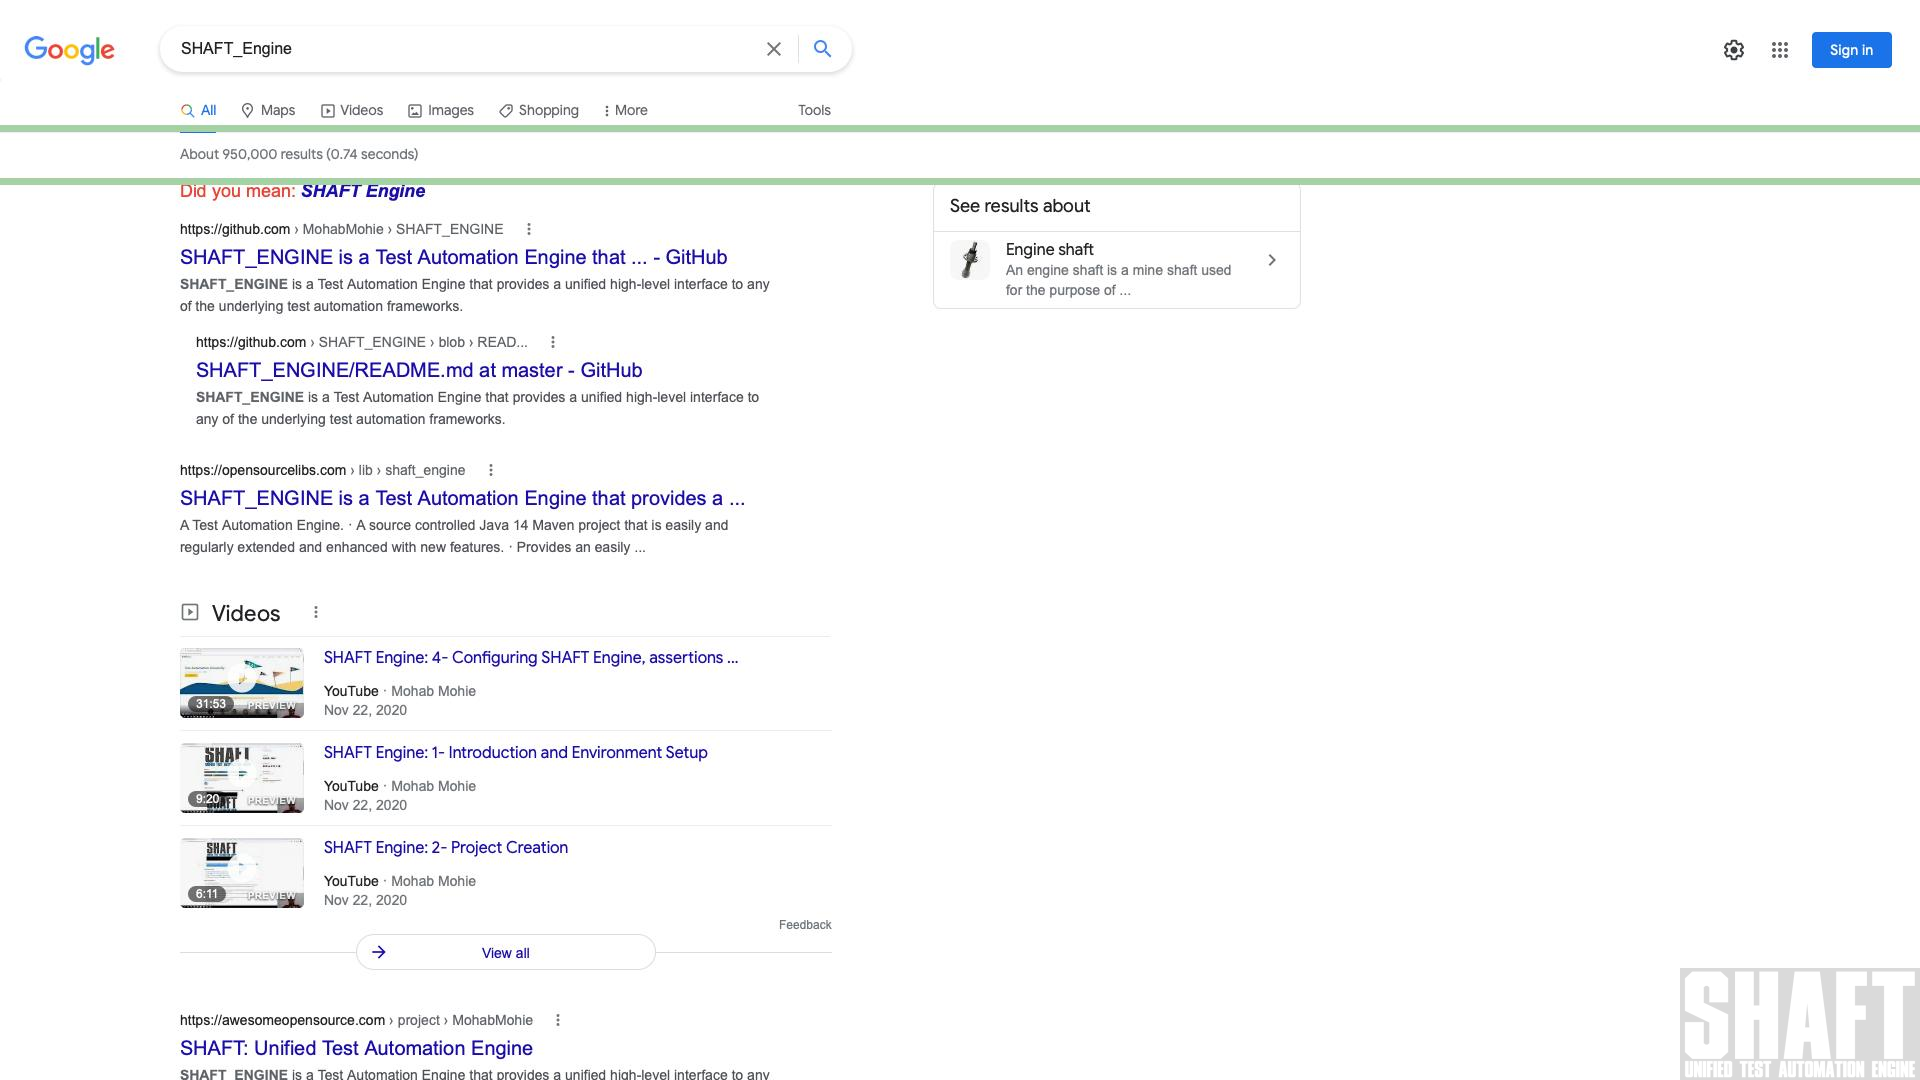 Google
SHAFT_Engine
Sign in
All
Maps
Videos
Images
Shopping
More
Tools
About 950,000 results (0.74 seconds)
Did you mean: SHAFT Engine
https://github.com › MohabMohie › SHAFT_ENGINE
SHAFT_ENGINE is a Test Automation Engine that ... - GitHub
SHAFT_ENGINE is a Test Automation Engine that provides a unified high-level interface to any
of the underlying test automation frameworks.
https://github.com › SHAFT_ENGINE › blob › READ...
SHAFT_ENGINE/README.md at master - GitHub
SHAFT_ENGINE is a Test Automation Engine that provides a unified high-level interface to
any of the underlying test automation frameworks.
https://opensourcelibs.com › lib › shaft_engine
SHAFT_ENGINE is a Test Automation Engine that provides a ...
A Test Automation Engine. · A source controlled Java 14 Maven project that is easily and
regularly extended and enhanced with new features. · Provides an easily ...
Videos
SHAFT Engine: 4- Configuring SHAFT Engine, assertions ...
YouTube · Mohab Mohie
Nov 22, 2020
31:53
PREVIEW
SHAFT Engine: 1- Introduction and Environment Setup
YouTube · Mohab Mohie
Nov 22, 2020
SHAFT
9:20
PREVIEW
SHAFT
SHAFT Engine: 2- Project Creation
YouTube · Mohab Mohie
Nov 22, 2020
SHAFT
6:11
PREVIEW
Feedback
View all
https://awesomeopensource.com › project › MohabMohie
SHAFT: Unified Test Automation Engine
SHAFT_ENGINE is a Test Automation Engine that provides a unified high-level interface to any
See results about
Engine shaft
An engine shaft is a mine shaft used
for the purpose of ...
SHAFT
UNIFIED TEST AUTOMATION ENGINE